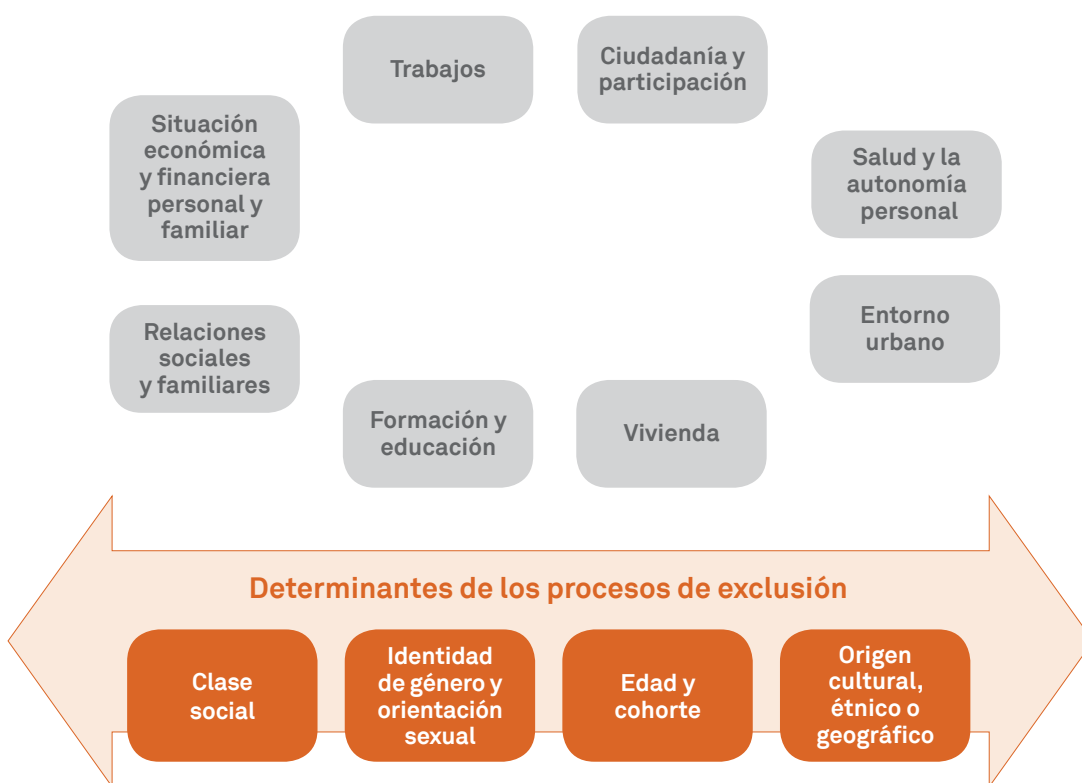 Trabajos
Ciudadanía y
participación
Situación
económica
y financiera
personal y
familiar
Salud y la
autonomía
personal
Relaciones
sociales
y familiares
Entorno
urbano
Formación y
educación
Vivienda
Determinantes de los procesos de exclusión
Clase
social
Identidad
de género y
orientación
sexual
Edad y
cohorte
Origen
cultural,
étnico o
geográfico